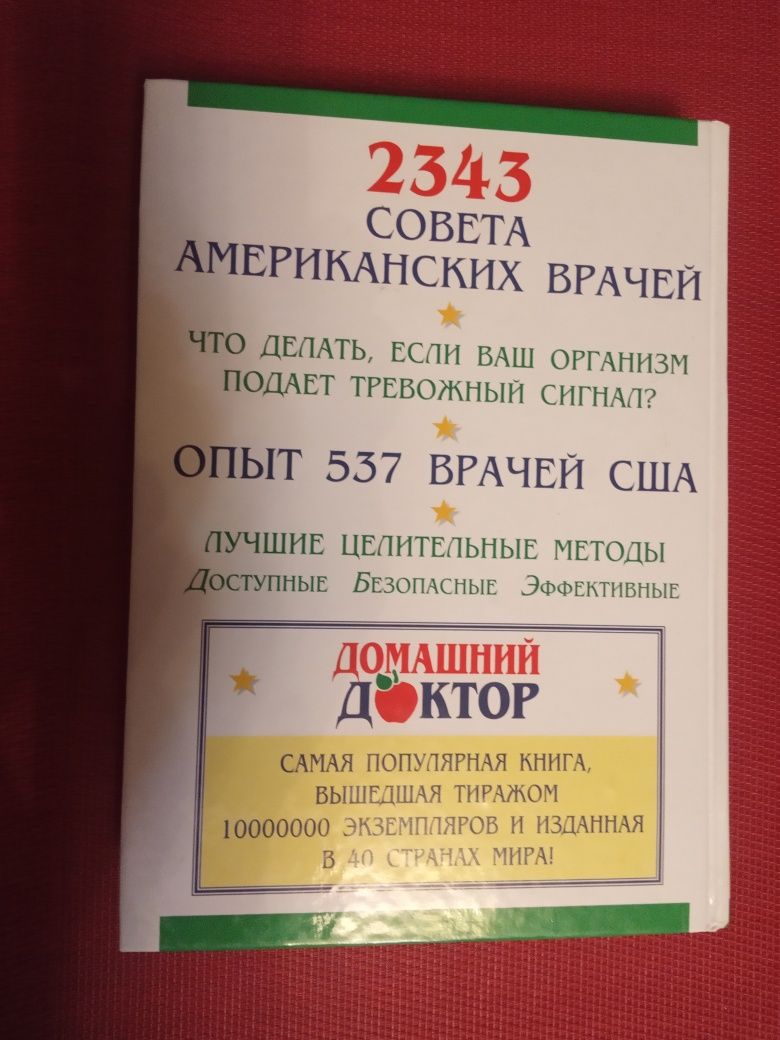 2343
СОВЕТА
АМЕРИКАНСКИХ ВРАЧЕЙ
ЧТО ДЕЛАТЬ, ЕСЛИ ВАШ ОРГАНИЗМ
ПОДАЕТ ТРЕВОЖНЫЙ СИГНАЛ?
ОПЫТ 537 ВРАЧЕЙ США
ЛУЧШИЕ ЦЕЛИТЕЛЬНЫЕ МЕТОДЫ
ДОСТУПНЫЕ БЕЗОПАСНЫЕ ЭФФЕКТИВНЫЕ
ДОМАШНИЙ
ДОКТОР
САМАЯ ПОПУЛЯРНАЯ КНИГА,
ВЫШЕДШАЯ ТИРАЖОМ
10000000 ЭКЗЕМПЛЯРОВ И ИЗДАННАЯ
В 40 СТРАНАХ МИРА!